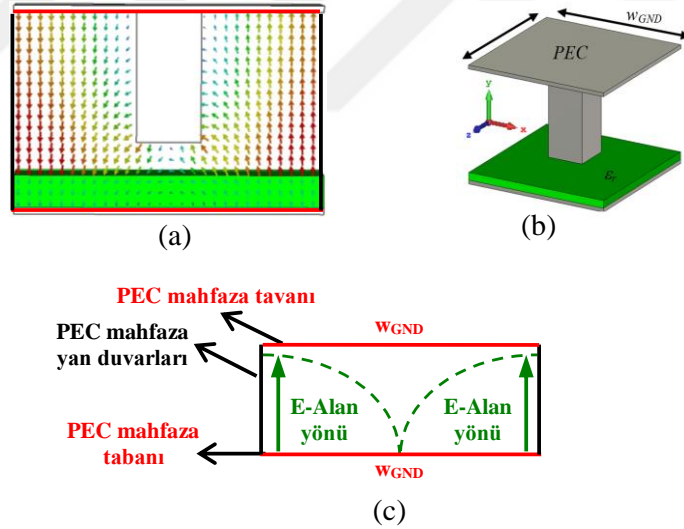 (a)
(b)
w_GND
PEC
y
x
z
ε_r
PEC mahfaza tavanı
PEC mahfaza
yan duvarları
PEC mahfaza
tabanı
w_GND
E-Alan
yönü
E-Alan
yönü
w_GND
(c)